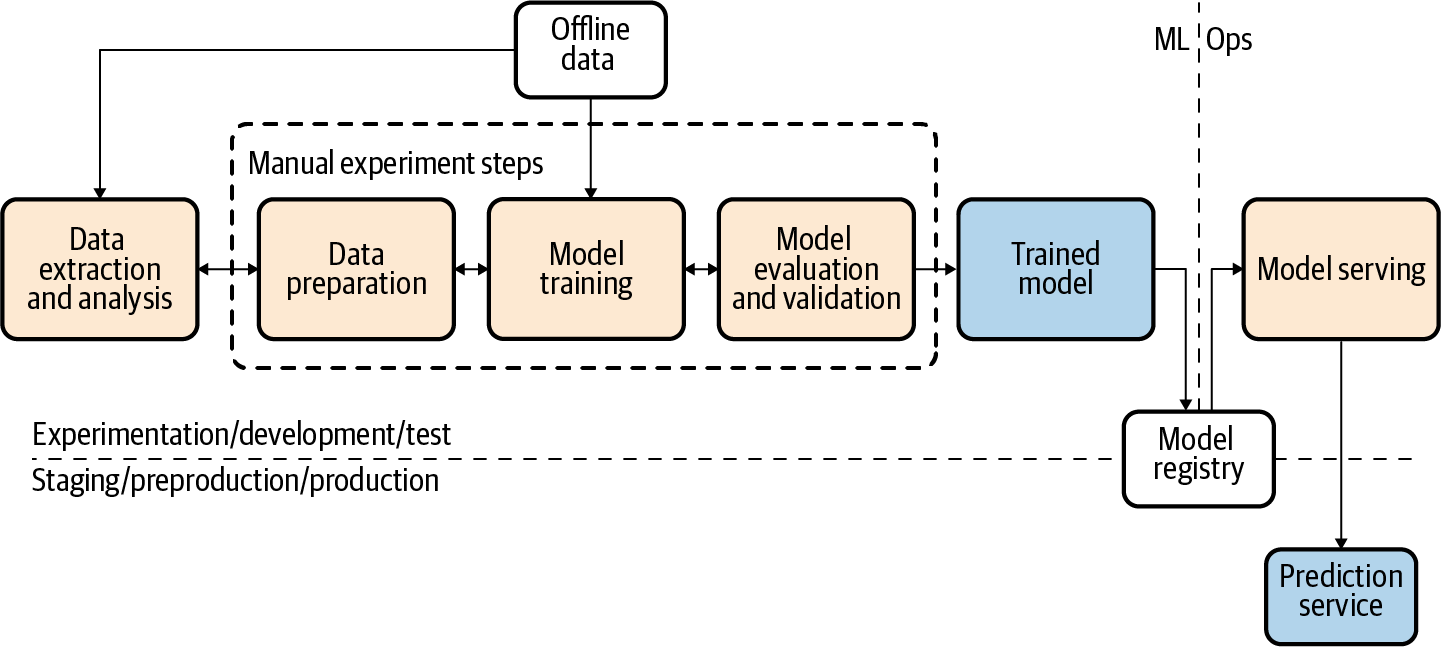 Offline
data
ML
Ops
Manual experiment steps
Data
extraction
and analysis
Data
preparation
Model
training
Model
evaluation
and validation
Trained
model
Model serving
Experimentation/development/test
Staging/preproduction/production
Model
registry
Prediction
service